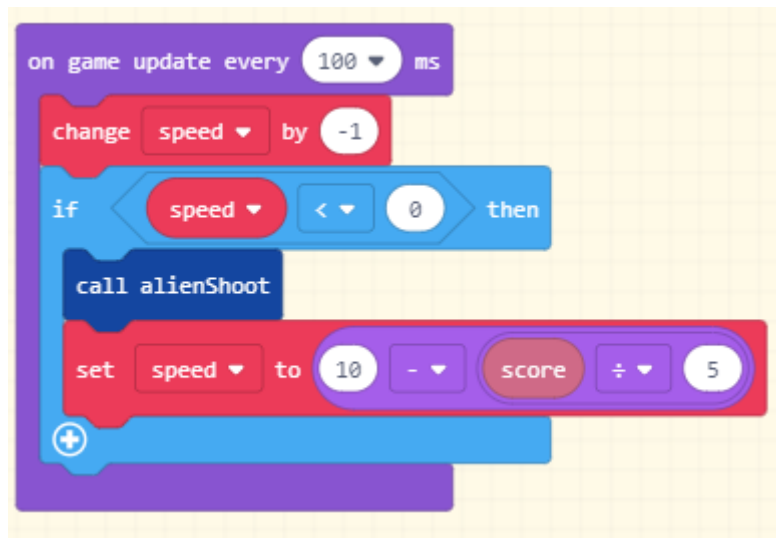 on game update every 100 ms
change speed by -1
if speed < 0 then
call alienShoot
set speed to 10 - score ÷ 5